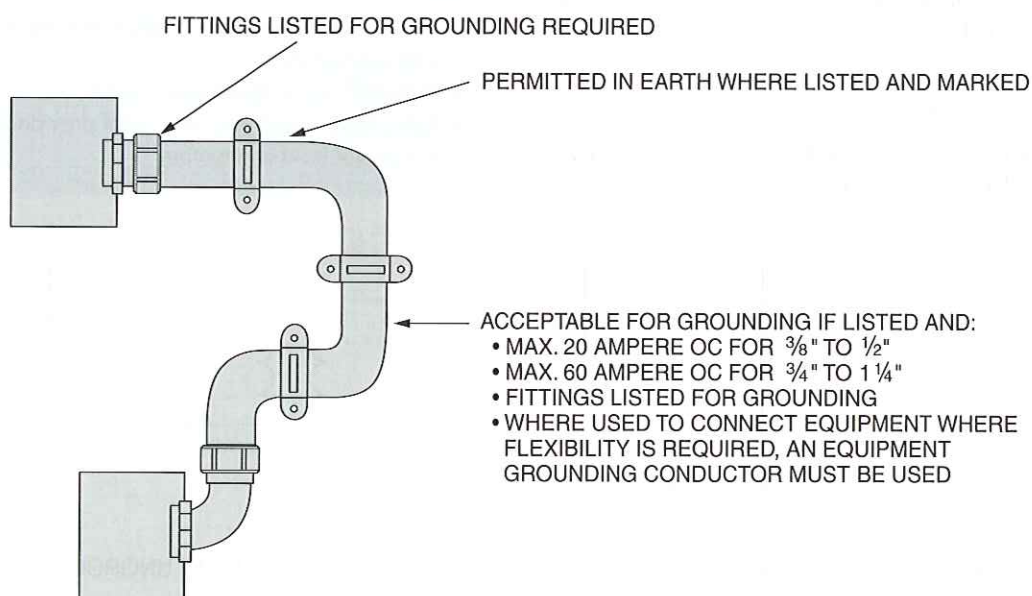 FITTINGS LISTED FOR GROUNDING REQUIRED
PERMITTED IN EARTH WHERE LISTED AND MARKED
ACCEPTABLE FOR GROUNDING IF LISTED AND:
• MAX. 20 AMPERE OC FOR 3/8" TO 1/2"
• MAX. 60 AMPERE OC FOR 3/4" TO 1 1/4"
• FITTINGS LISTED FOR GROUNDING
• WHERE USED TO CONNECT EQUIPMENT WHERE
FLEXIBILITY IS REQUIRED, AN EQUIPMENT
GROUNDING CONDUCTOR MUST BE USED